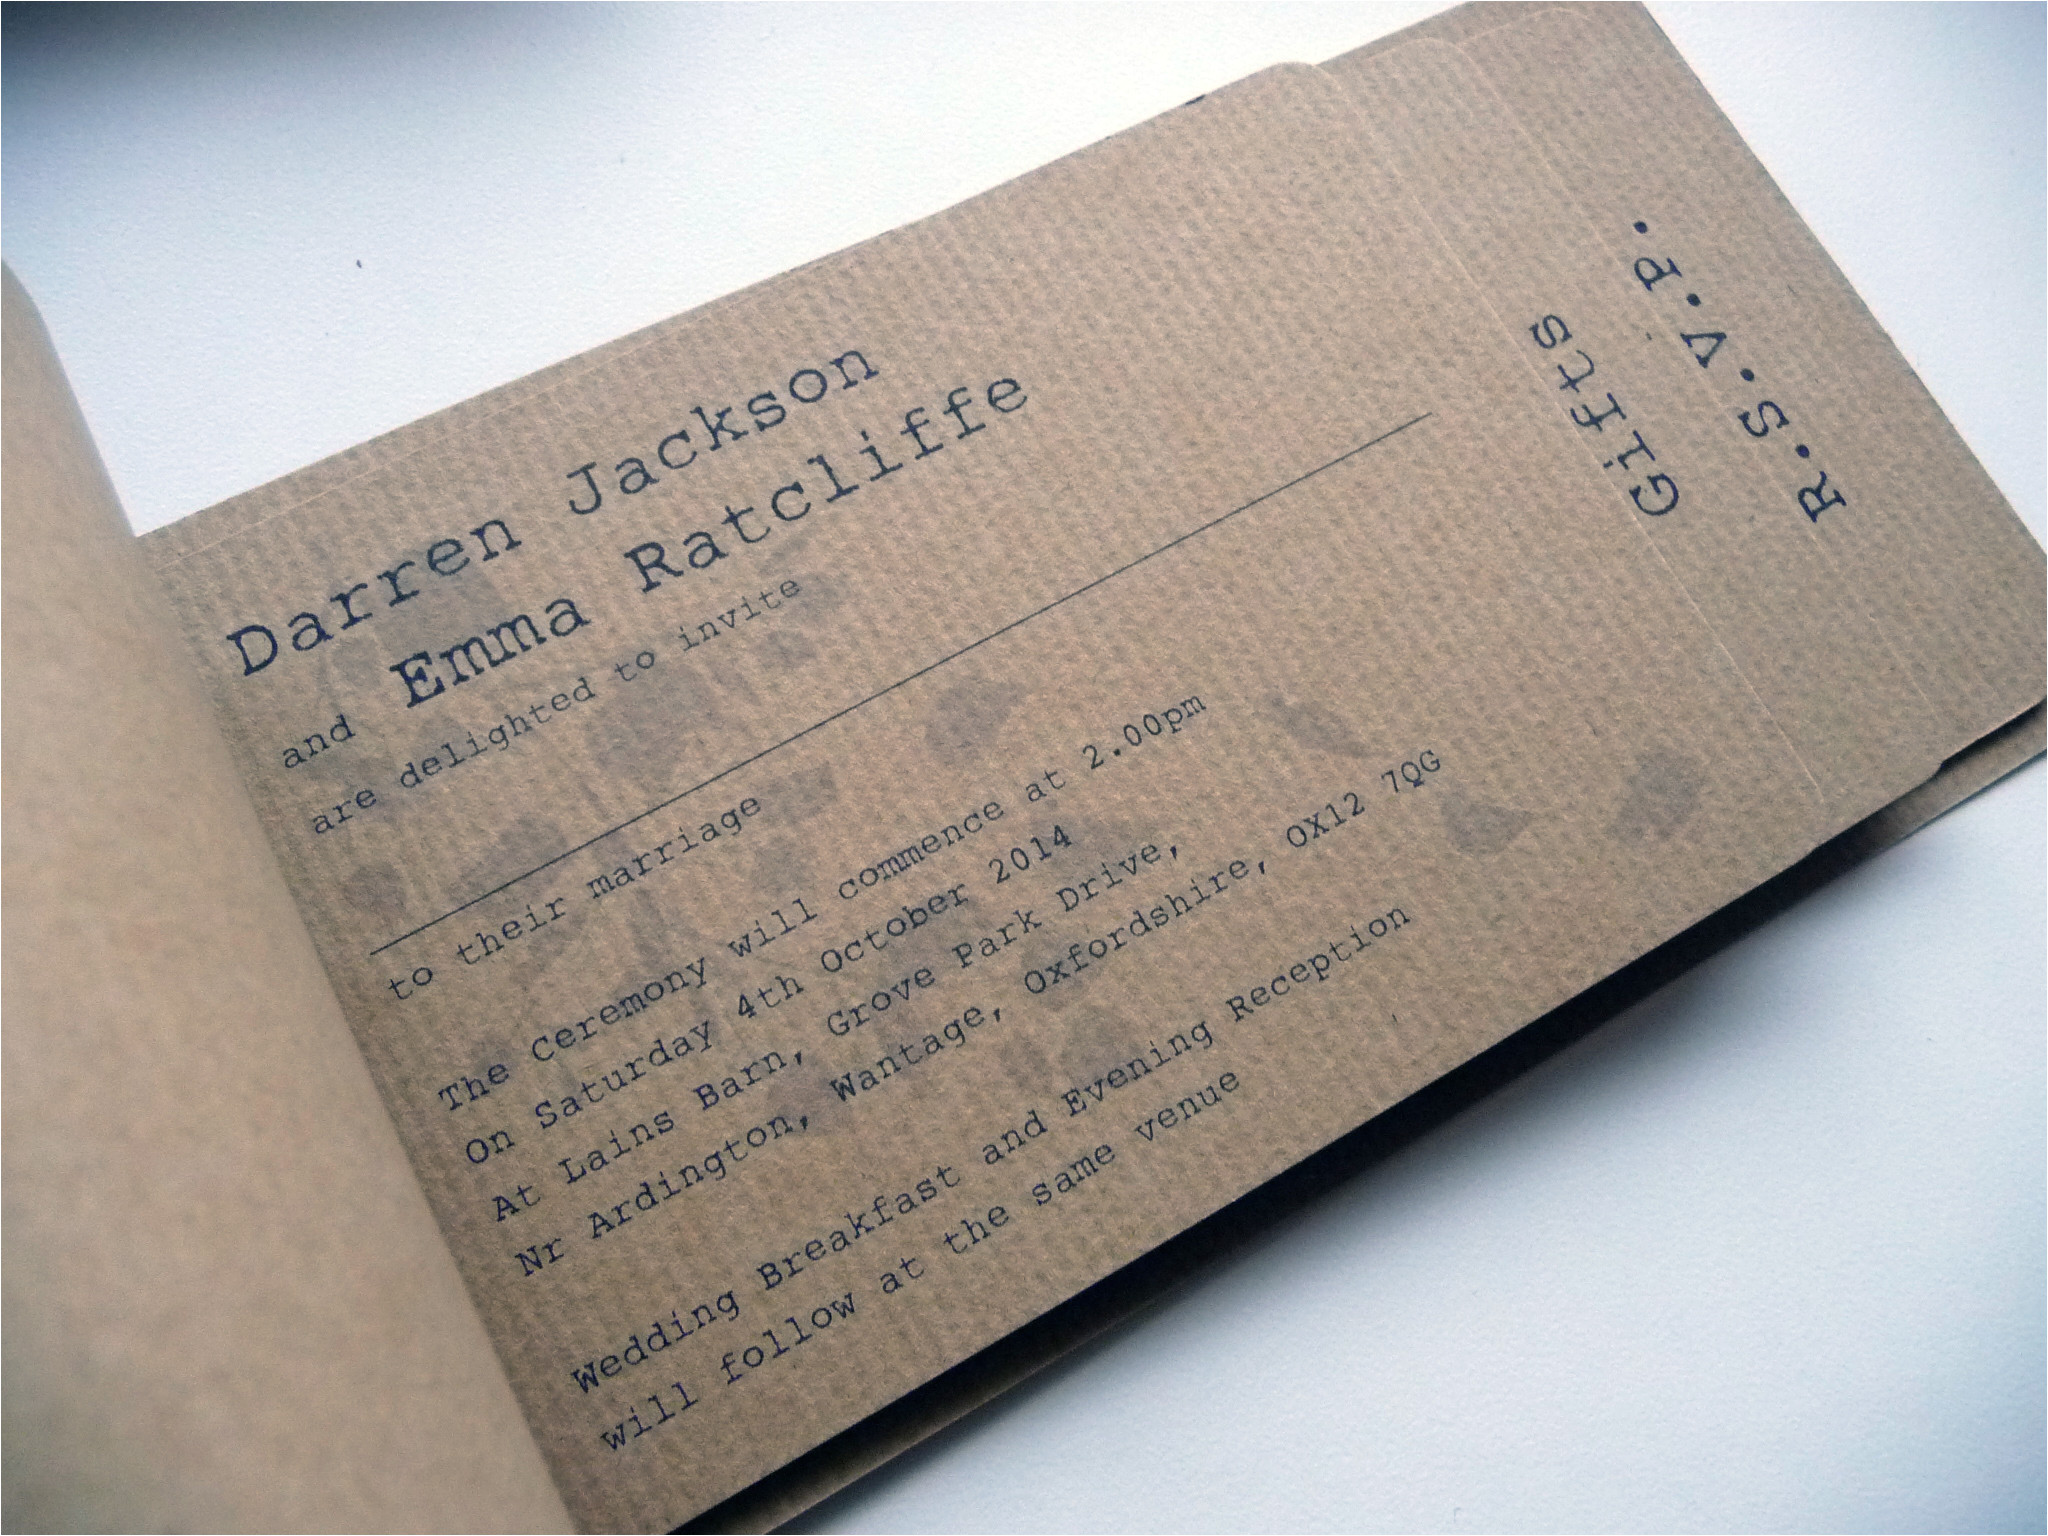 Darren Jackson
and Emma Ratcliffe
are delighted to invite
to their marriage
The Ceremony will commence at 2.00pm
On Saturday 4th October 2014
At Lains Barn, Grove Park Drive,
Nr Ardington, Wantage, Oxfordshire, OX12 7QG
Wedding Breakfast and Evening Reception
will follow at the same venue
Gifts
R.S.V.P.